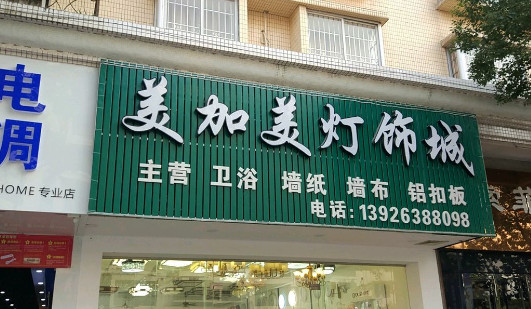 美加美灯饰城
主营 卫浴 墙纸 墙布 铝扣板
电话:13926388098
电
调
HOME 专业店